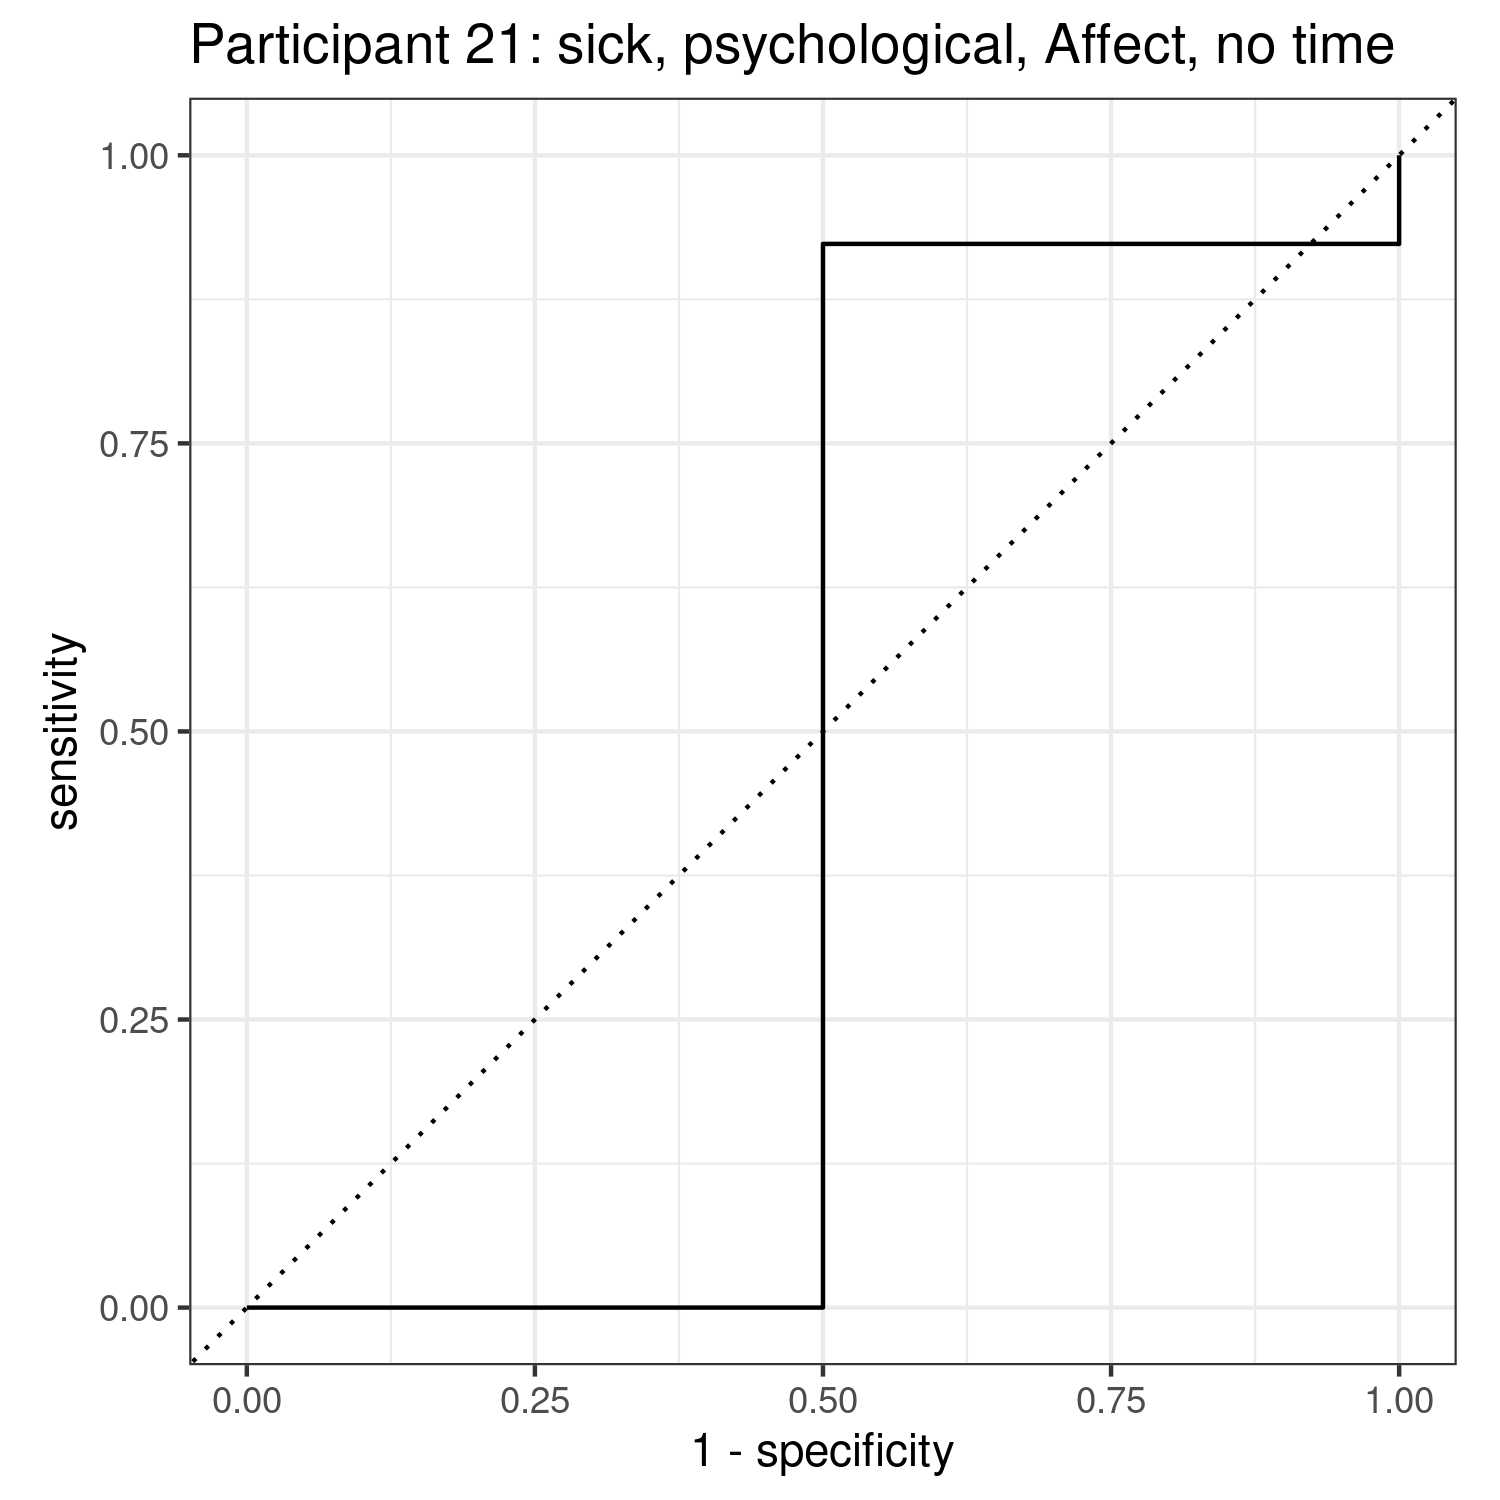 Participant 21: sick, psychological, Affect, no time
1.00
0.75
0.50
0.25
0.00
sensitivity
0.00 0.25 0.50 0.75 1.00
1 - specificity